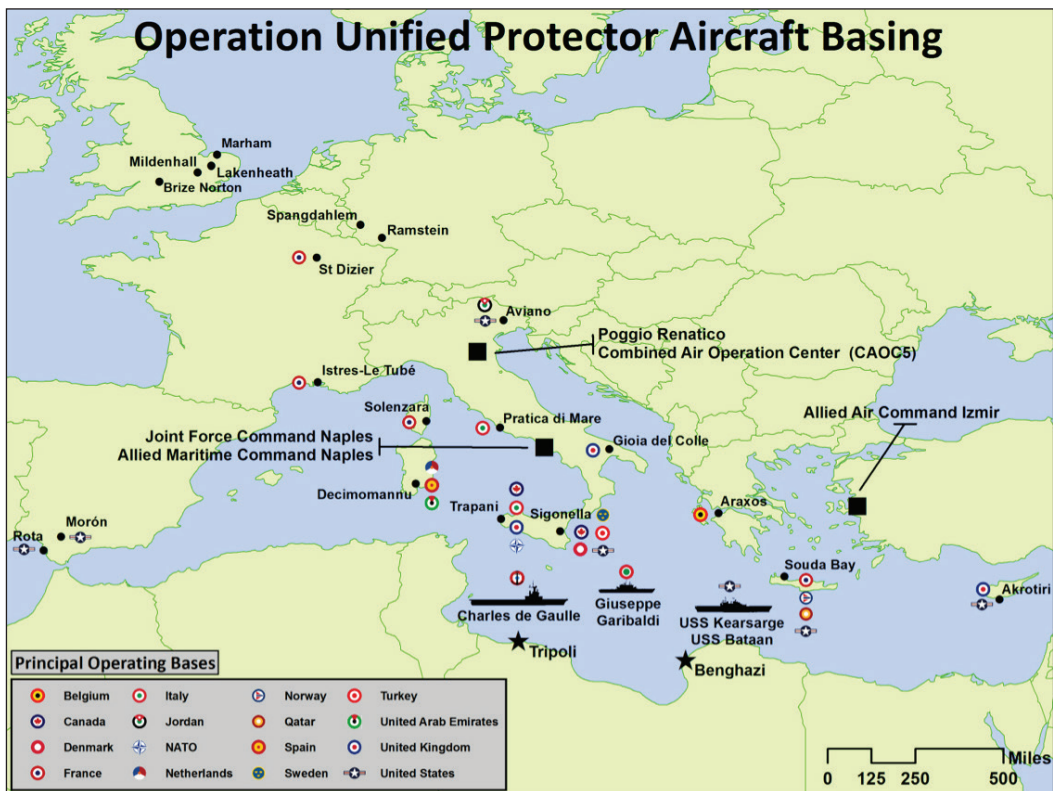 Operation Unified Protector Aircraft Basing
Marham
Mildenhall
Lakenheath
Brize Norton
Spangdahlem
Ramstein
St Dizier
Aviano
Poggio Renatico
Combined Air Operation Center (CAOC5)
Istres-Le Tubé
Solenzara
Pratica di Mare
Allied Air Command Izmir
Joint Force Command Naples
Allied Maritime Command Naples
Gioia del Colle
Decimomannu
Trapani
Sigonella
Araxos
Morón
Rota
Souda Bay
Akrotiri
Charles de Gaulle
Giuseppe
Garibaldi
USS Kearsarge
USS Bataan
Tripoli
Benghazi
Principal Operating Bases
Belgium
Italy
Norway
Turkey
Canada
Jordan
Qatar
United Arab Emirates
Denmark
NATO
Spain
United Kingdom
France
Netherlands
Sweden
United States
Miles
0 125 250 500